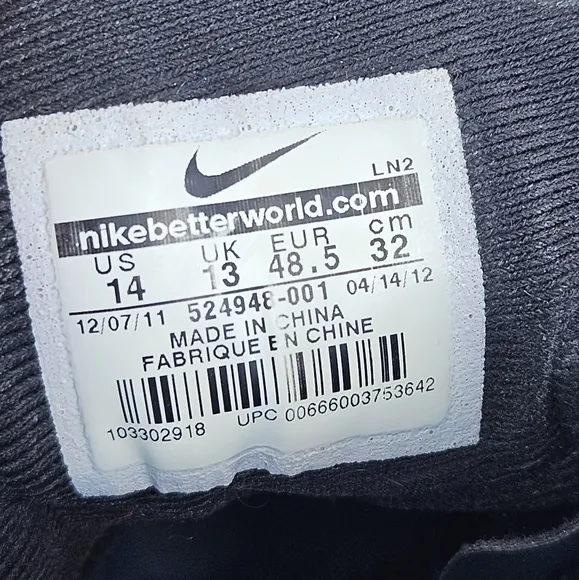 LN2
nikebetterworld.com
US UK EUR cm
14 13 48.5 32
12/07/11 524948-001 04/14/12
MADE IN CHINA
FABRIQUE EN CHINE
103302918 UPC 00666003753642